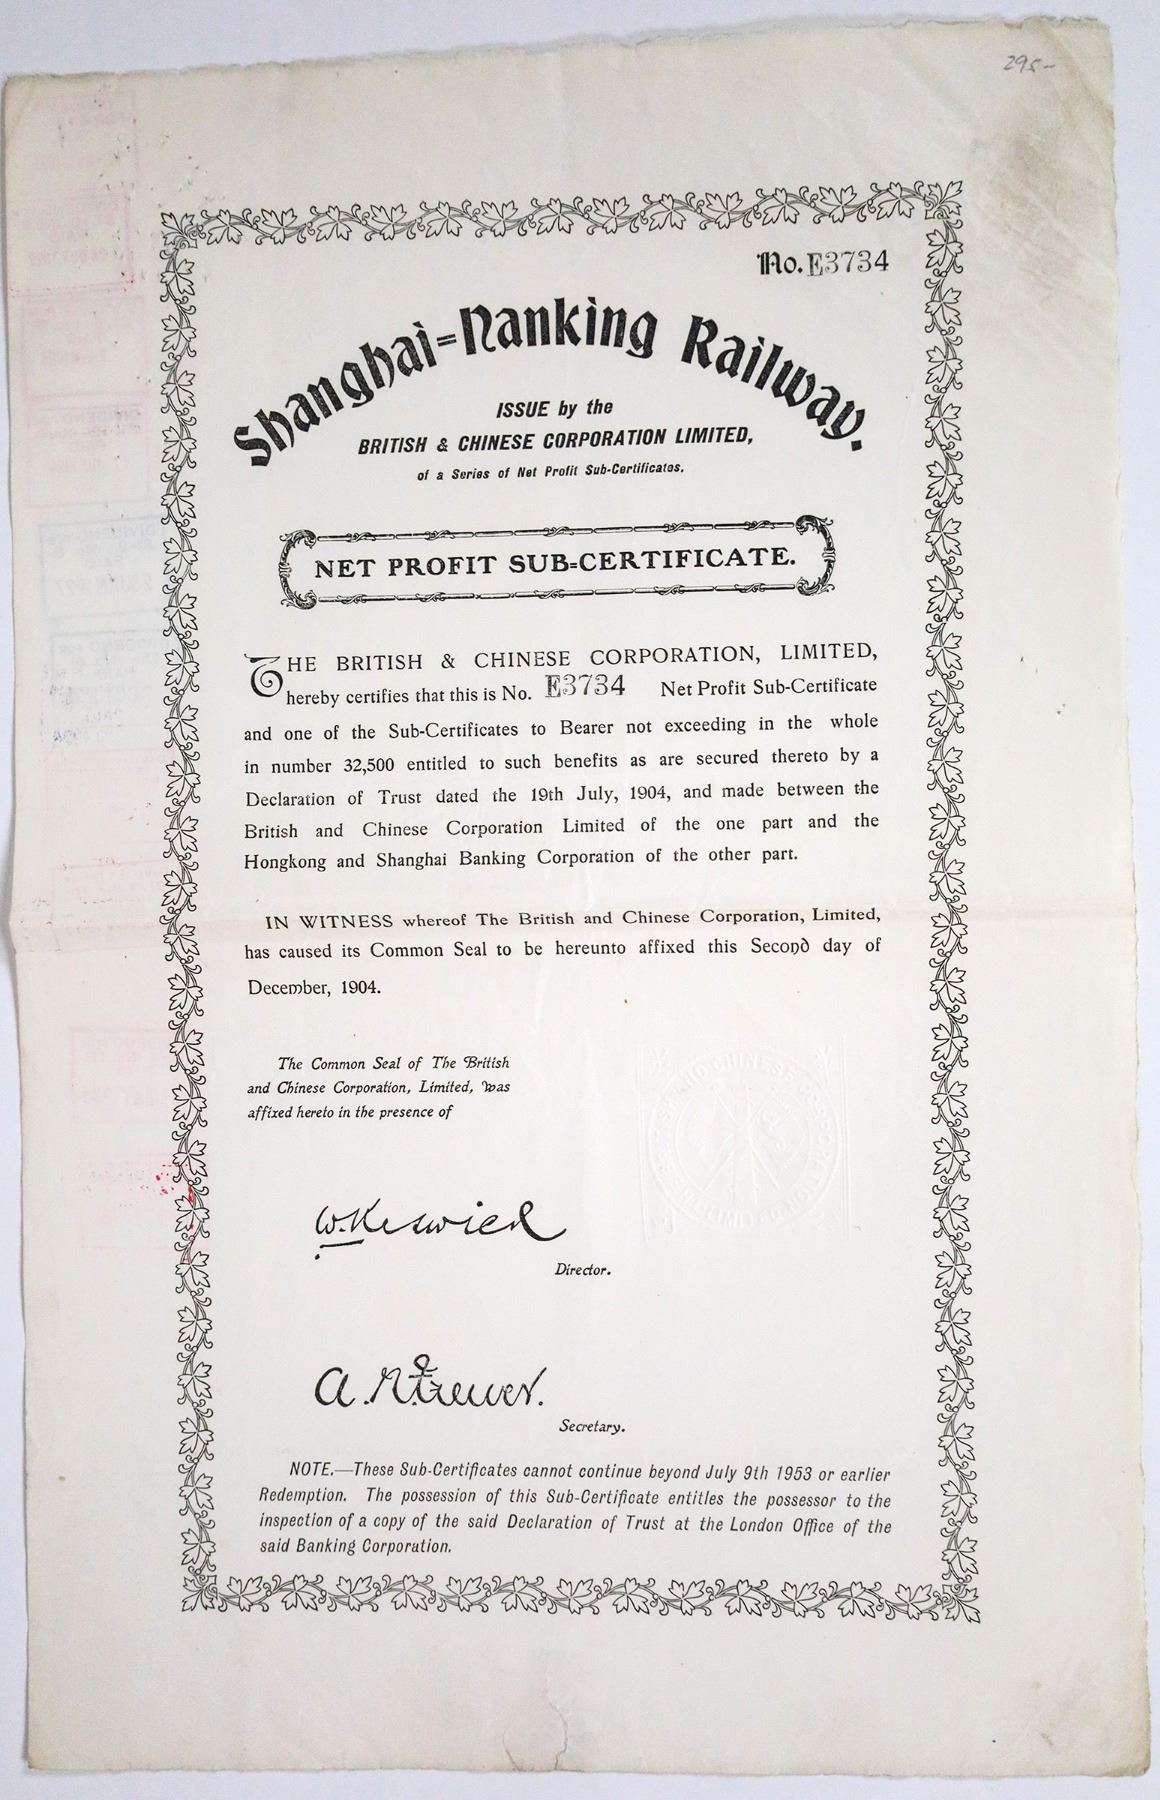 295-
No. E3734
Shanghai=Nanking Railway.
ISSUE by the
BRITISH & CHINESE CORPORATION LIMITED,
of a Series of Net Profit Sub-Certificates.
NET PROFIT SUB=CERTIFICATE.
THE BRITISH & CHINESE CORPORATION, LIMITED,
hereby certifies that this is No. E3734 Net Profit Sub-Certificate
and one of the Sub-Certificates to Bearer not exceeding in the whole
in number 32,500 entitled to such benefits as are secured thereto by a
Declaration of Trust dated the 19th July, 1904, and made between the
British and Chinese Corporation Limited of the one part and the
Hongkong and Shanghai Banking Corporation of the other part.
IN WITNESS whereof The British and Chinese Corporation, Limited,
has caused its Common Seal to be hereunto affixed this Second day of
December, 1904.
The Common Seal of The British
and Chinese Corporation, Limited, was
affixed hereto in the presence of
W. Keswick
Director.
Secretary.
NOTE.—These Sub-Certificates cannot continue beyond July 9th 1953 or earlier
Redemption. The possession of this Sub-Certificate entitles the possessor to the
inspection of a copy of the said Declaration of Trust at the London Office of the
said Banking Corporation.